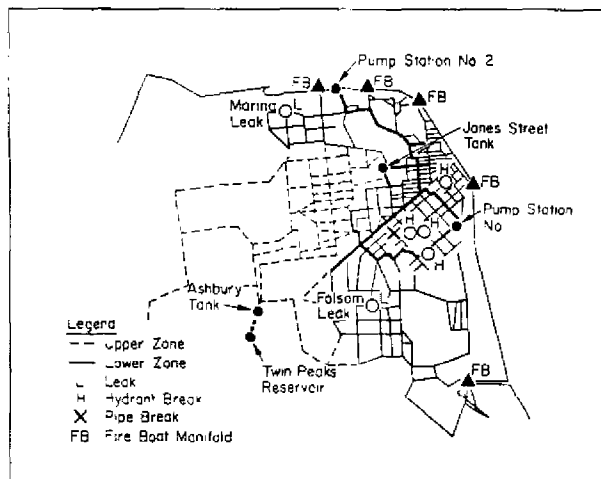 Pump Station No 2
FB
FB
FB
Marina
Leak
Jones Street
Tank
H
FB
Pump Station
No
H
H
H
Ashbury
Tank
Folsom
Leak
Twin Peaks
Reservoir
FB
Legend
Upper Zone
Lower Zone
L Leak
H Hydrant Break
X Pipe Break
FB Fire Boat Manifold